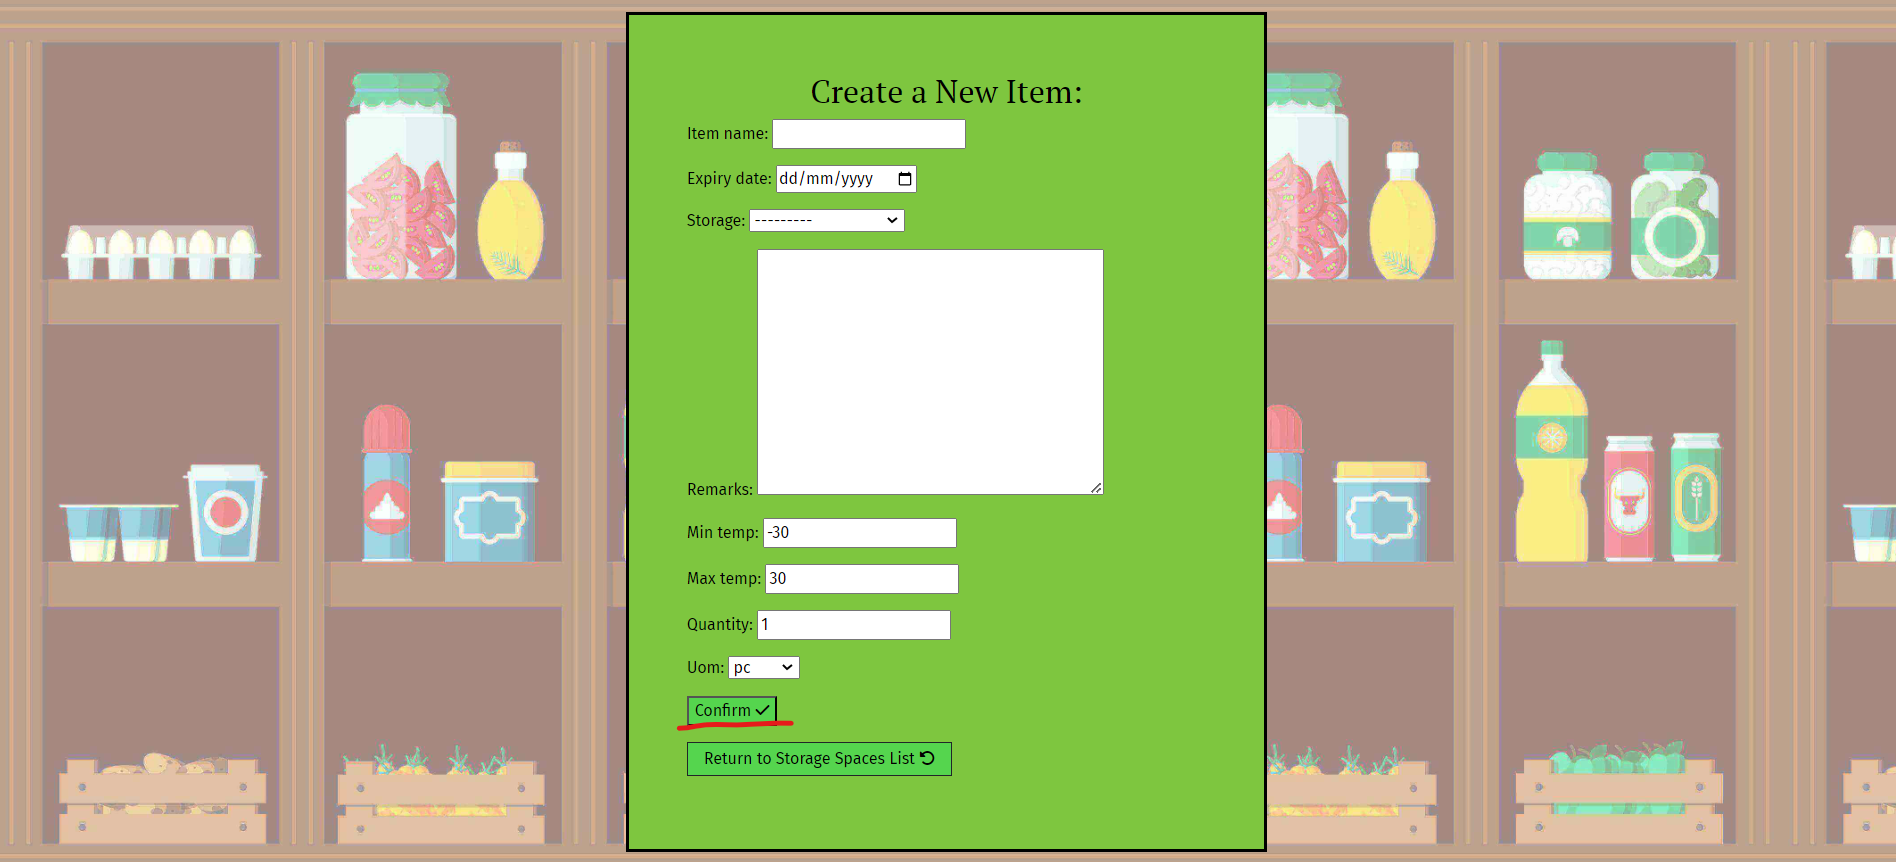 Create a New Item:
Item name:
Expiry date: dd/mm/yyyy
Storage: ---------
Remarks:
Min temp: -30
Max temp: 30
Quantity: 1
Uom: pc
Confirm
Return to Storage Spaces List